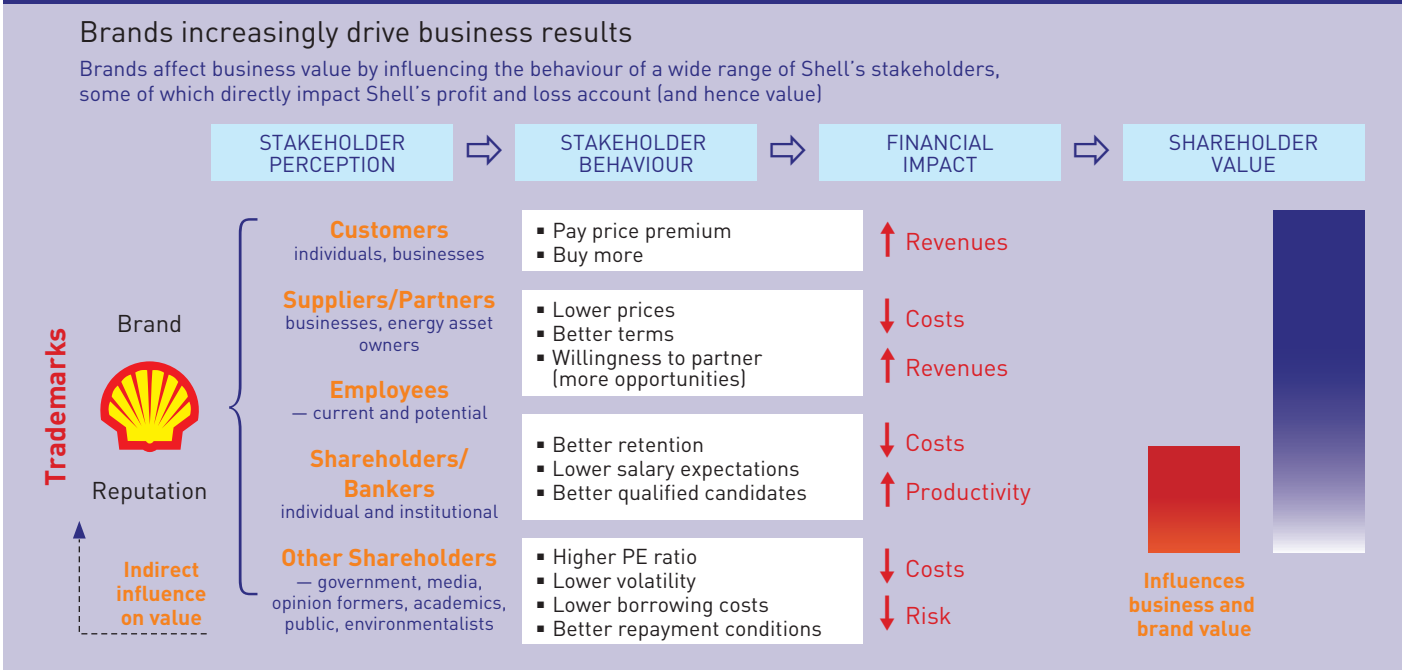 Brands increasingly drive business results
Brands affect business value by influencing the behaviour of a wide range of Shell's stakeholders,
some of which directly impact Shell's profit and loss account (and hence value)
STAKEHOLDER
PERCEPTION
STAKEHOLDER
BEHAVIOUR
FINANCIAL
IMPACT
SHAREHOLDER
VALUE
Trademarks
Brand
Reputation
Indirect
influence
on value
Customers
individuals, businesses
Suppliers/Partners
businesses, energy asset
owners
Employees
— current and potential
Shareholders/
Bankers
individual and institutional
Other Shareholders
— government, media,
opinion formers, academics,
public, environmentalists
▪ Pay price premium
▪ Buy more
▪ Lower prices
▪ Better terms
▪ Willingness to partner
(more opportunities)
▪ Better retention
▪ Lower salary expectations
▪ Better qualified candidates
▪ Higher PE ratio
▪ Lower volatility
▪ Lower borrowing costs
▪ Better repayment conditions
Revenues
Costs
Revenues
Costs
Productivity
Costs
Risk
Influences
business and
brand value